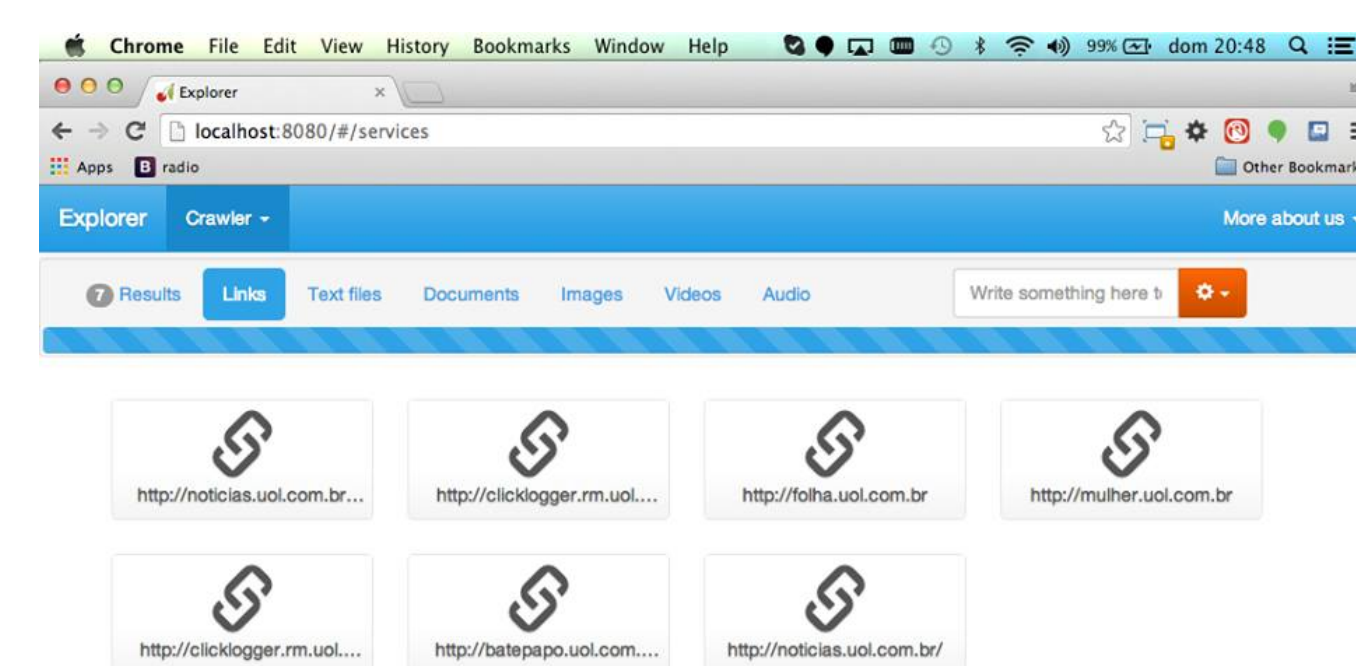 Chrome File Edit View History Bookmarks Window Help 99% dom 20:48
Explorer
localhost:8080/#/services
Apps B radio Other Bookmark
Explorer Crawler More about us
7 Results Links Text files Documents Images Videos Audio Write something here t
http://noticias.uol.com.br... http://clicklogger.rm.uol.... http://folha.uol.com.br http://mulher.uol.com.br
http://clicklogger.rm.uol.... http://batepapo.uol.com.... http://noticias.uol.com.br/